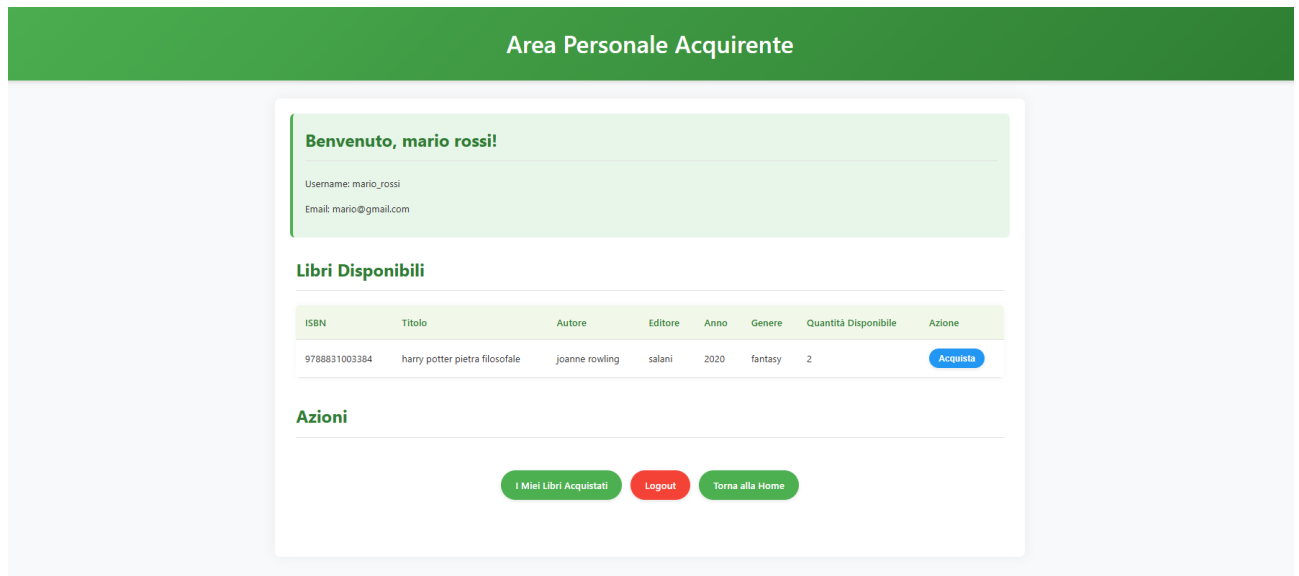 Area Personale Acquirente
Benvenuto, mario rossi!
Username: mario_rossi
Email: mario@gmail.com
Libri Disponibili
ISBN Titolo Autore Editore Anno Genere Quantità Disponibile Azione
9788831003384 harry potter pietra filosofale joanne rowling salani 2020 fantasy 2 Acquista
Azioni
I Miei Libri Acquistati Logout Torna alla Home